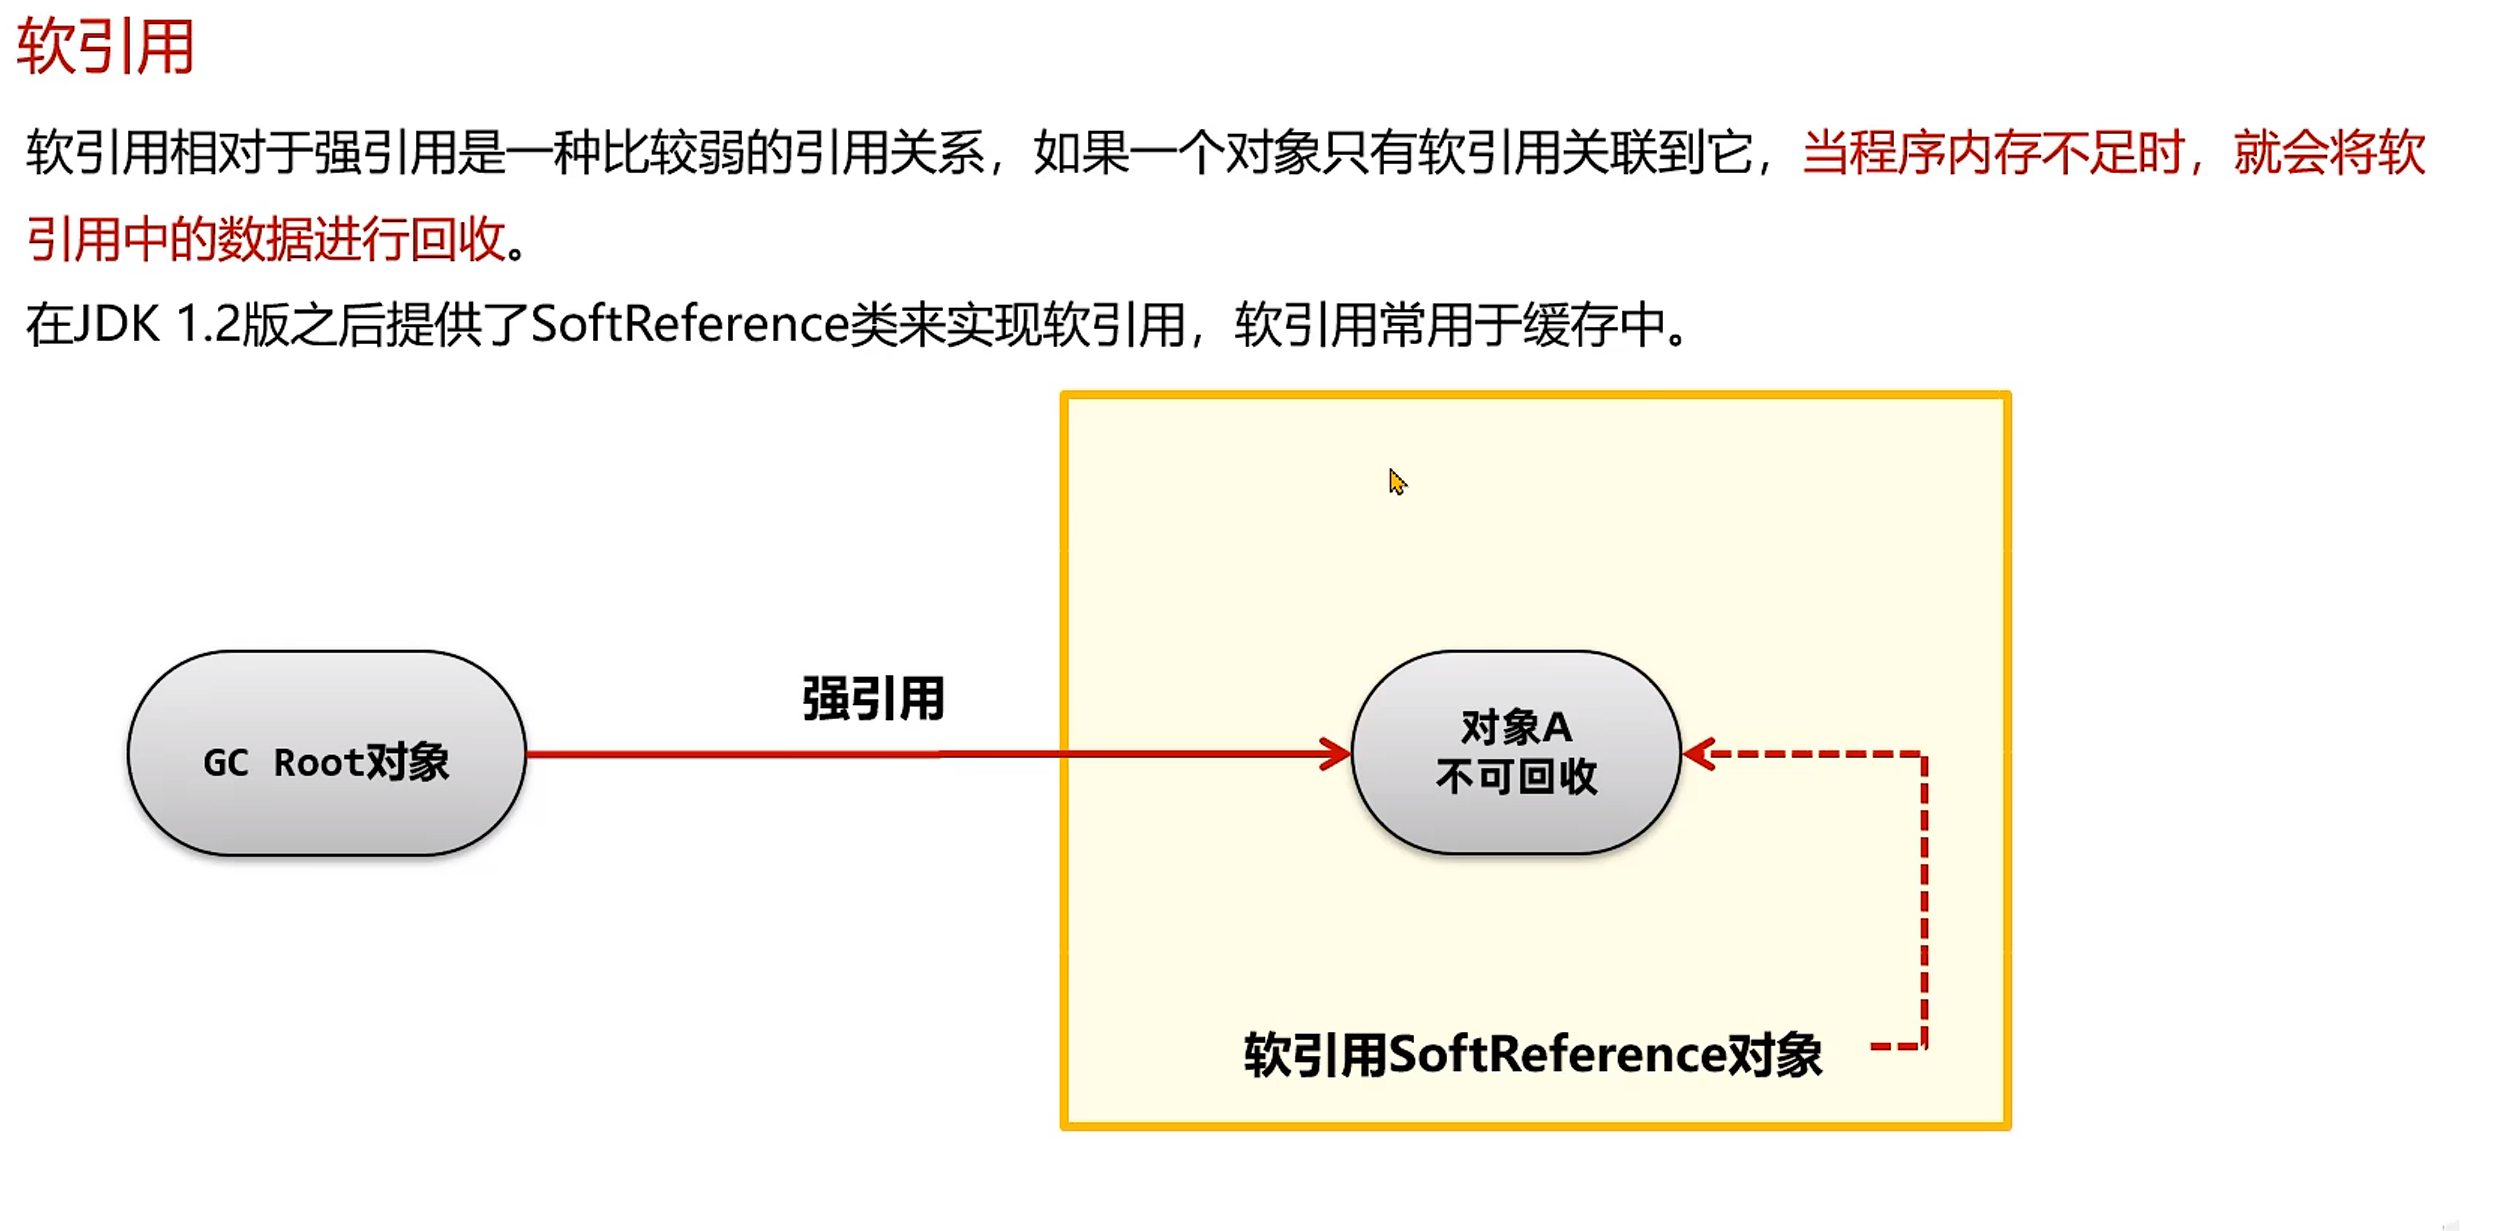 软引用
软引用相对于强引用是一种比较弱的引用关系，如果一个对象只有软引用关联到它，当程序内存不足时，就会将软
引用中的数据进行回收。
在JDK 1.2版之后提供了SoftReference类来实现软引用，软引用常用于缓存中。
强引用
GC Root对象
对象A
不可回收
软引用SoftReference对象